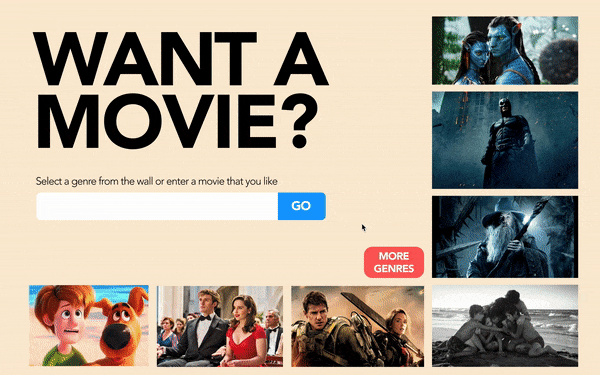 WANT A
MOVIE?
Select a genre from the wall or enter a movie that you like
GO
MORE
GENRES